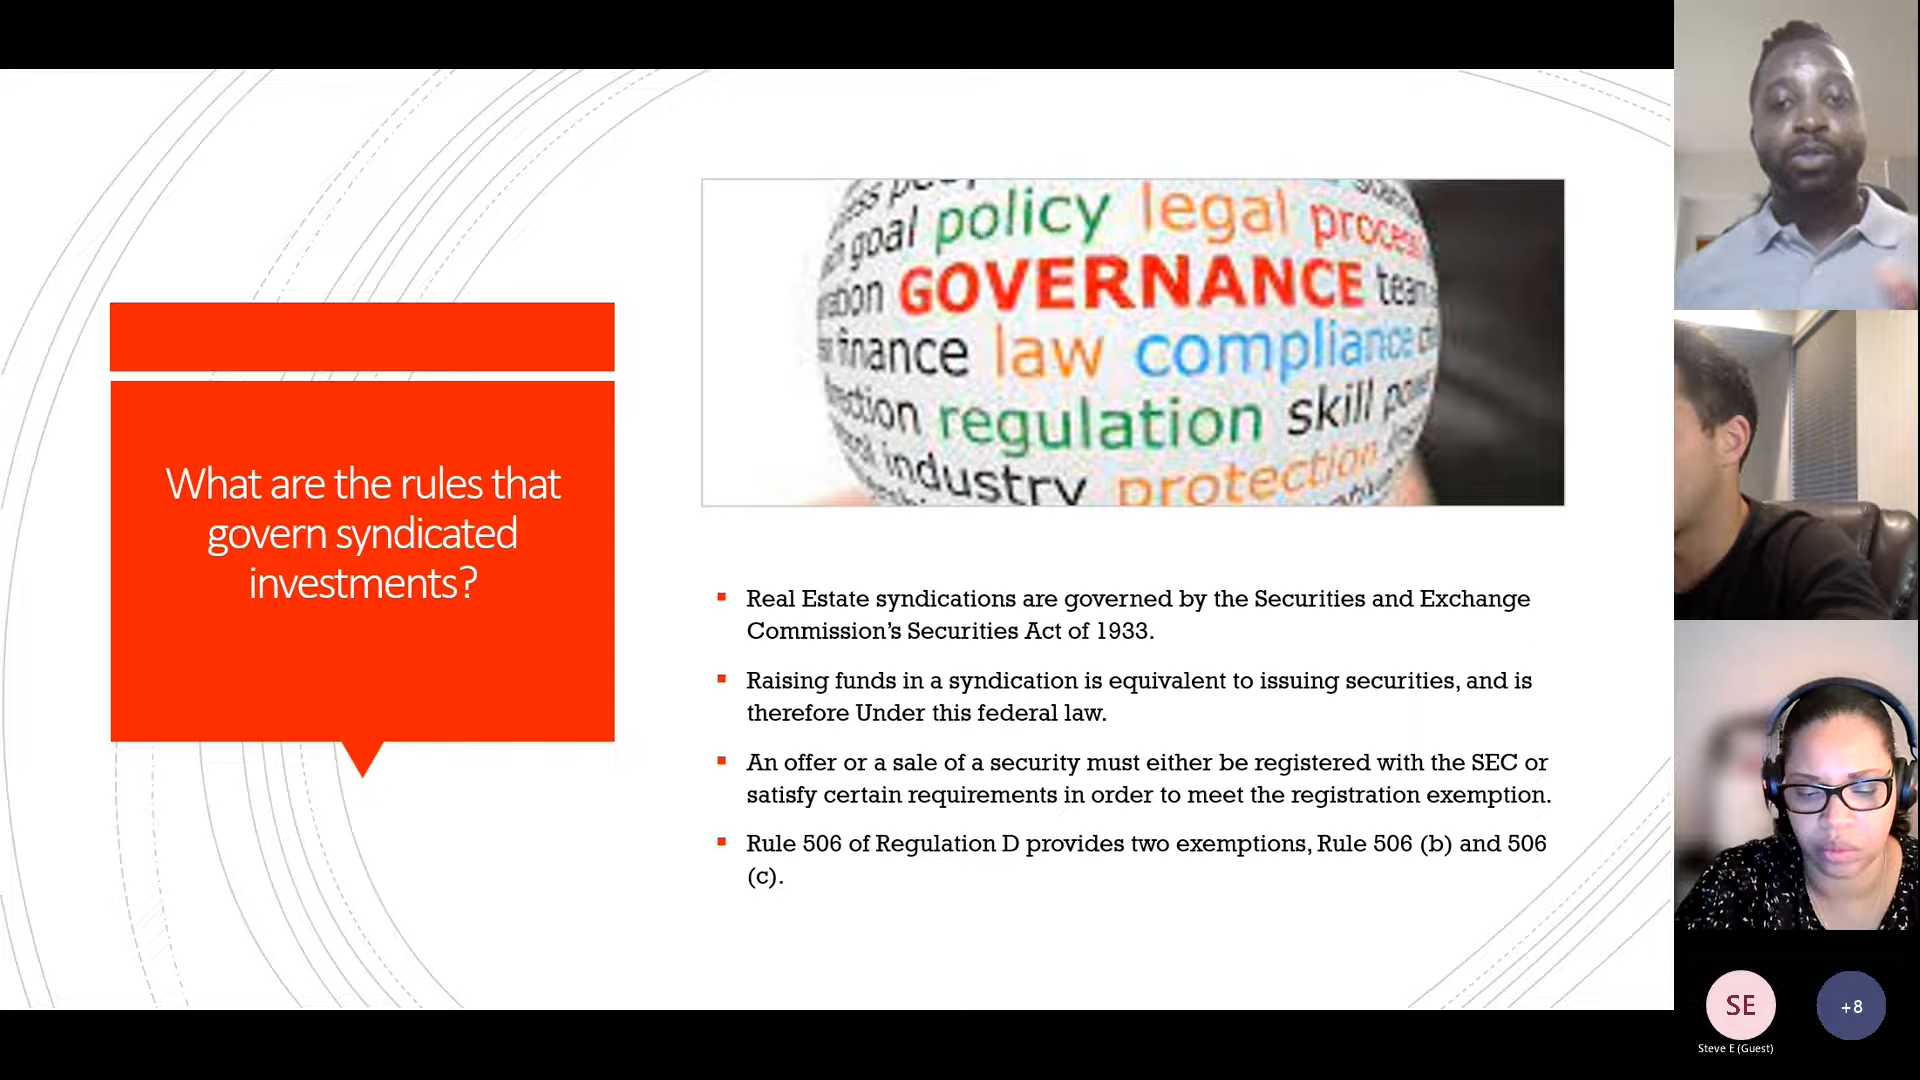 What are the rules that
govern syndicated
investments?
goal policy legal process
GOVERNANCE team
finance law compliance
regulation skill
industry protection
Real Estate syndications are governed by the Securities and Exchange
Commission’s Securities Act of 1933.
Raising funds in a syndication is equivalent to issuing securities, and is
therefore Under this federal law.
An offer or a sale of a security must either be registered with the SEC or
satisfy certain requirements in order to meet the registration exemption.
Rule 506 of Regulation D provides two exemptions, Rule 506 (b) and 506
(c).
SE
+8
Steve E (Guest)